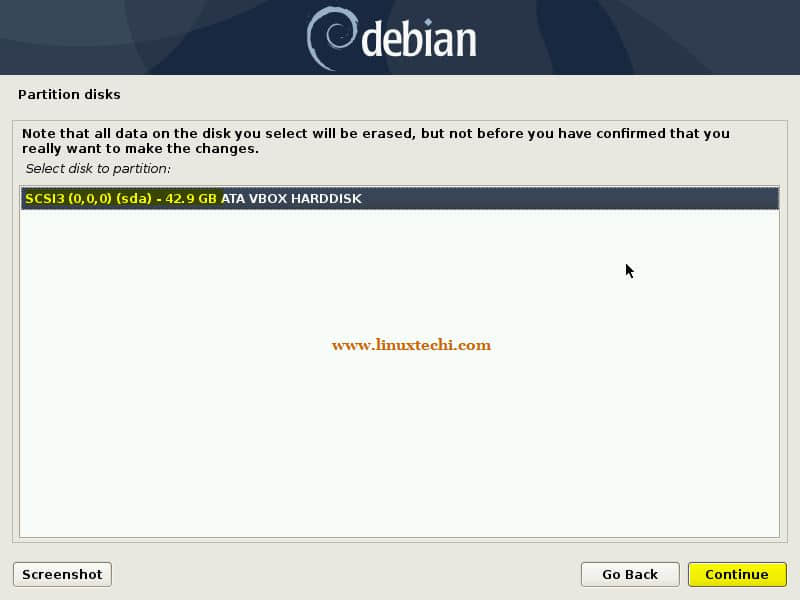 debian
Partition disks
Note that all data on the disk you select will be erased, but not before you have confirmed that you
really want to make the changes.
Select disk to partition:
SCSI3 (0,0,0) (sda) - 42.9 GB ATA VBOX HARDDISK
www.linuxtechi.com
Screenshot Go Back Continue